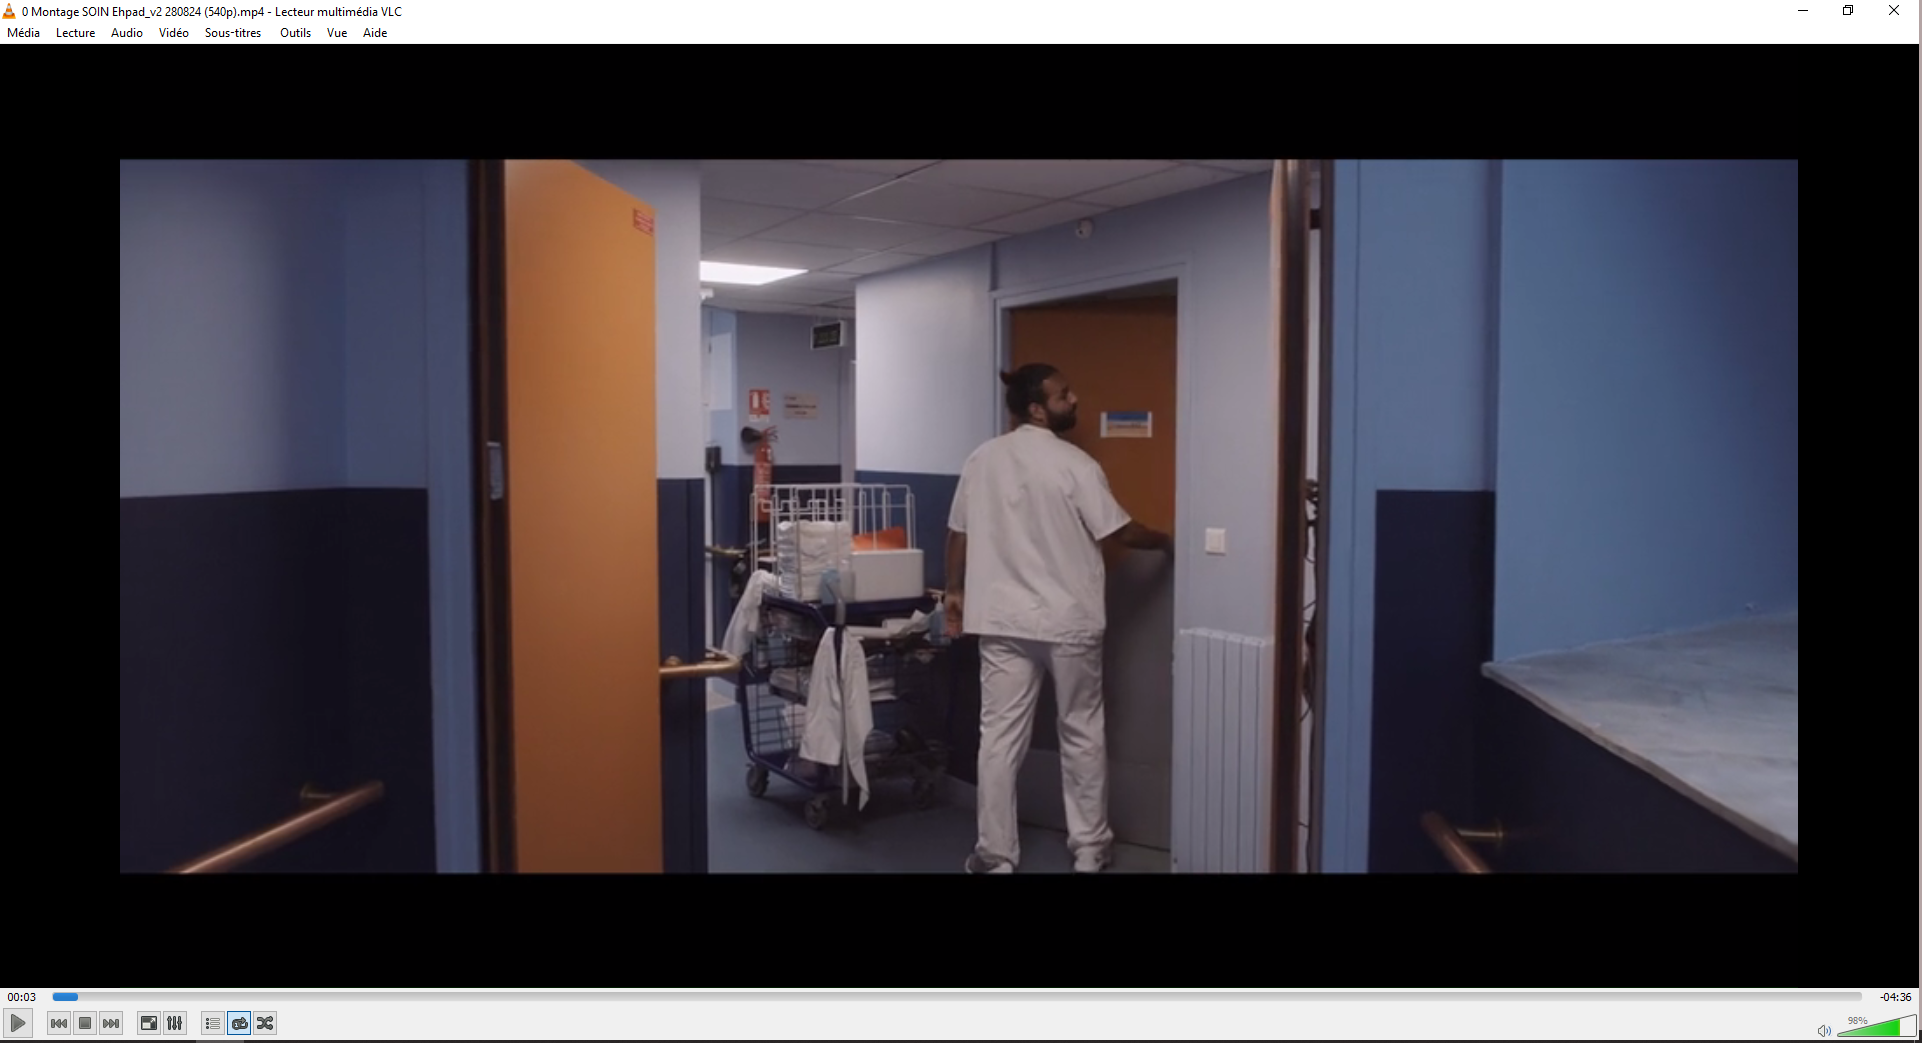 0 Montage SOIN Ehpad_v2 280824 (540p).mp4 - Lecteur multimédia VLC
Média Lecture Audio Vidéo Sous-titres Outils Vue Aide
00:03
-04:36
98%